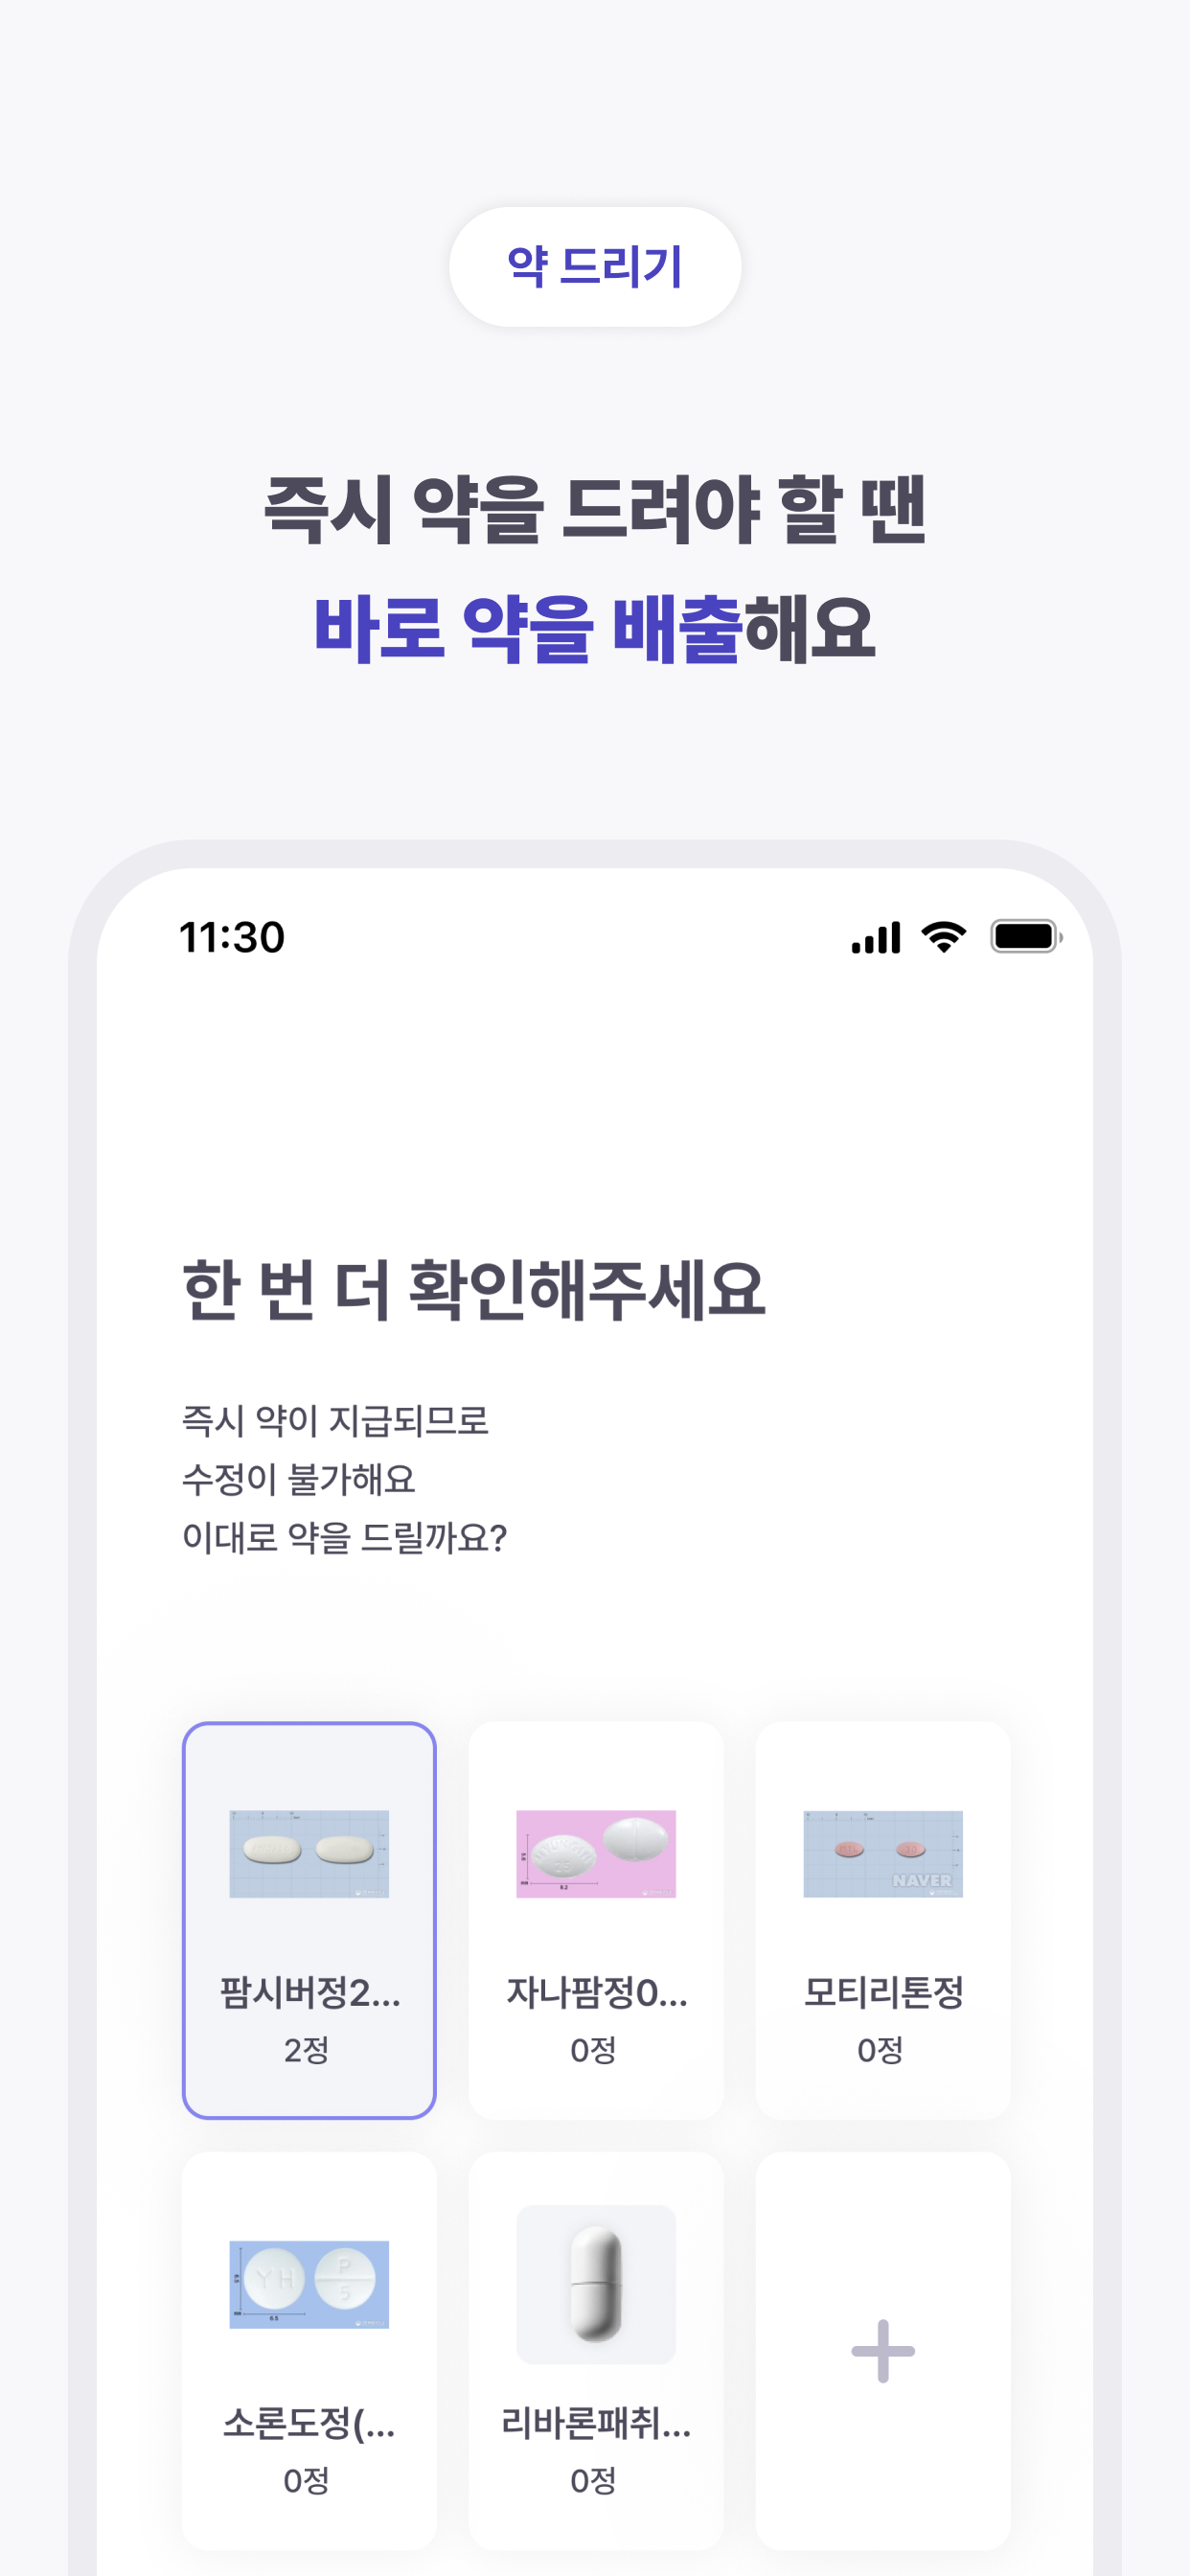 약 드리기
즉시 약을 드려야 할 땐
바로 약을 배출해요
11:30
한 번 더 확인해주세요
즉시 약이 지급되므로
수정이 불가해요
이대로 약을 드릴까요?
NAVER
팜시버정2...
자나팜정0...
모티리톤정
2정
0정
0정
YH
P
5
6.5
소론도정(...
리바론패취...
0정
0정